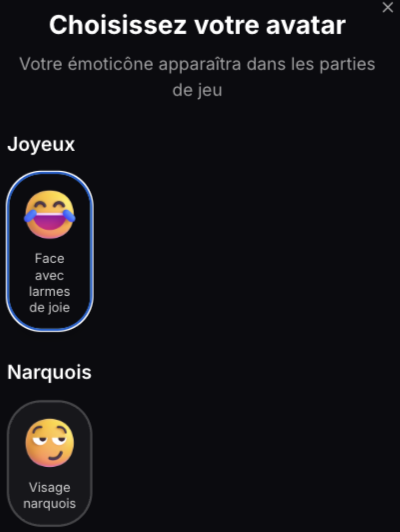 Choisissez votre avatar
Votre émoticône apparaîtra dans les parties
de jeu
Joyeux
Face
avec
larmes
de joie
Narquois
Visage
narquois